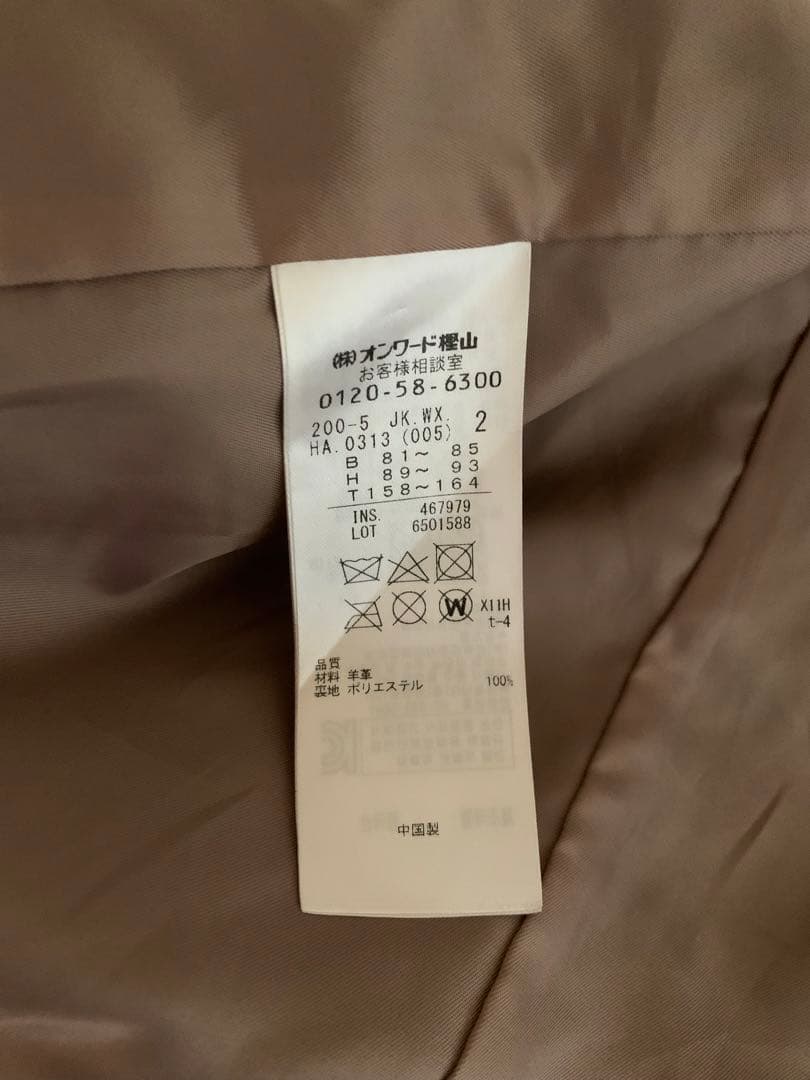 (株)オンワード樫山
お客様相談室
0120-58-6300
200-5 JK.WX.
HA.0313 (005) 2
B 81～ 85
H 89～ 93
T158～164
INS. 467979
LOT 6501588
W X11H
t-4
品質
材料 羊革
裏地 ポリエステル 100%
中国製